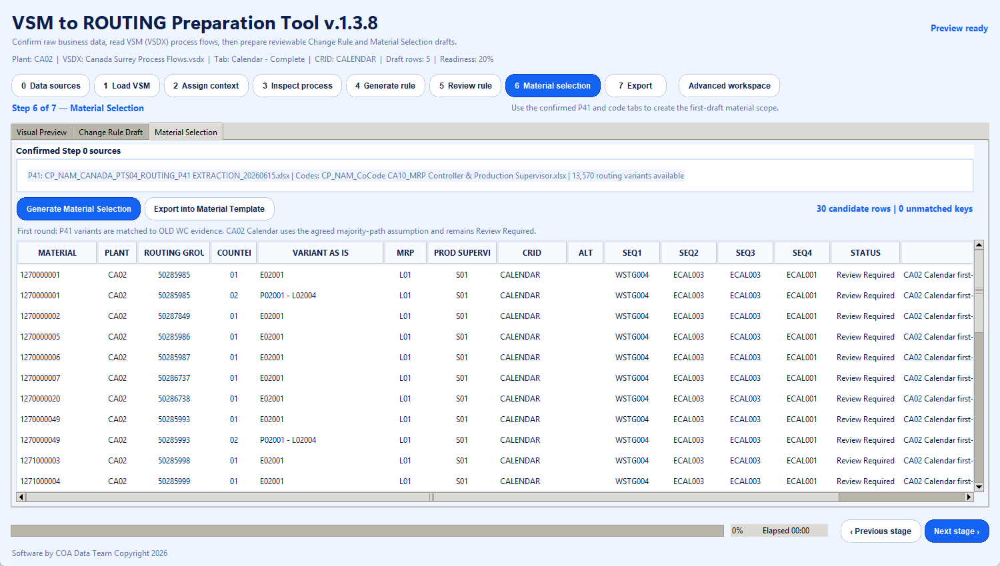 VSM to ROUTING Preparation Tool v.1.3.8
Preview ready
Confirm raw business data, read VSM (VSDX) process flows, then prepare reviewable Change Rule and Material Selection drafts.
Plant: CA02 | VSDX: Canada Surrey Process Flows.vsdx | Tab: Calendar - Complete | CRID: CALENDAR | Draft rows: 5 | Readiness: 20%
0 Data sources 1 Load VSM 2 Assign context 3 Inspect process 4 Generate rule 5 Review rule 6 Material selection 7 Export Advanced workspace
Step 6 of 7 — Material Selection Use the confirmed P41 and code tabs to create the first-draft material scope.
Visual Preview Change Rule Draft Material Selection
Confirmed Step 0 sources
P41: CP_NAM_CANADA_PTS04_ROUTING_P41 EXTRACTION_20260615.xlsx | Codes: CP_NAM_CoCode CA10_MRP Controller & Production Supervisor.xlsx | 13,570 routing variants available
Generate Material Selection Export into Material Template 30 candidate rows | 0 unmatched keys
First round: P41 variants are matched to OLD WC evidence. CA02 Calendar uses the agreed majority-path assumption and remains Review Required.
MATERIAL PLANT ROUTING GROU COUNTEI VARIANT AS IS MRP PROD SUPERVI CRID ALT SEQ1 SEQ2 SEQ3 SEQ4 STATUS
1270000001 CA02 50285985 01 E02001 L01 S01 CALENDAR WSTG004 ECAL003 ECAL003 ECAL001 Review Required CA02 Calendar first-
1270000001 CA02 50285985 02 P02001 - L02004 L01 S01 CALENDAR WSTG004 ECAL003 ECAL003 ECAL001 Review Required CA02 Calendar first-
1270000002 CA02 50287849 01 E02001 L01 S01 CALENDAR WSTG004 ECAL003 ECAL003 ECAL001 Review Required CA02 Calendar first-
1270000005 CA02 50285986 01 E02001 L01 S01 CALENDAR WSTG004 ECAL003 ECAL003 ECAL001 Review Required CA02 Calendar first-
1270000006 CA02 50285987 01 E02001 L01 S01 CALENDAR WSTG004 ECAL003 ECAL003 ECAL001 Review Required CA02 Calendar first-
1270000007 CA02 50286737 01 E02001 L01 S01 CALENDAR WSTG004 ECAL003 ECAL003 ECAL001 Review Required CA02 Calendar first-
1270000020 CA02 50286738 01 E02001 L01 S01 CALENDAR WSTG004 ECAL003 ECAL003 ECAL001 Review Required CA02 Calendar first-
1270000049 CA02 50285993 01 E02001 L01 S01 CALENDAR WSTG004 ECAL003 ECAL003 ECAL001 Review Required CA02 Calendar first-
1270000049 CA02 50285993 02 P02001 - L02004 L01 S01 CALENDAR WSTG004 ECAL003 ECAL003 ECAL001 Review Required CA02 Calendar first-
1271000003 CA02 50285998 01 E02001 L01 S01 CALENDAR WSTG004 ECAL003 ECAL003 ECAL001 Review Required CA02 Calendar first-
1271000004 CA02 50285999 01 E02001 L01 S01 CALENDAR WSTG004 ECAL003 ECAL003 ECAL001 Review Required CA02 Calendar first-
0% Elapsed 00:00 ‹ Previous stage Next stage ›
Software by COA Data Team Copyright 2026